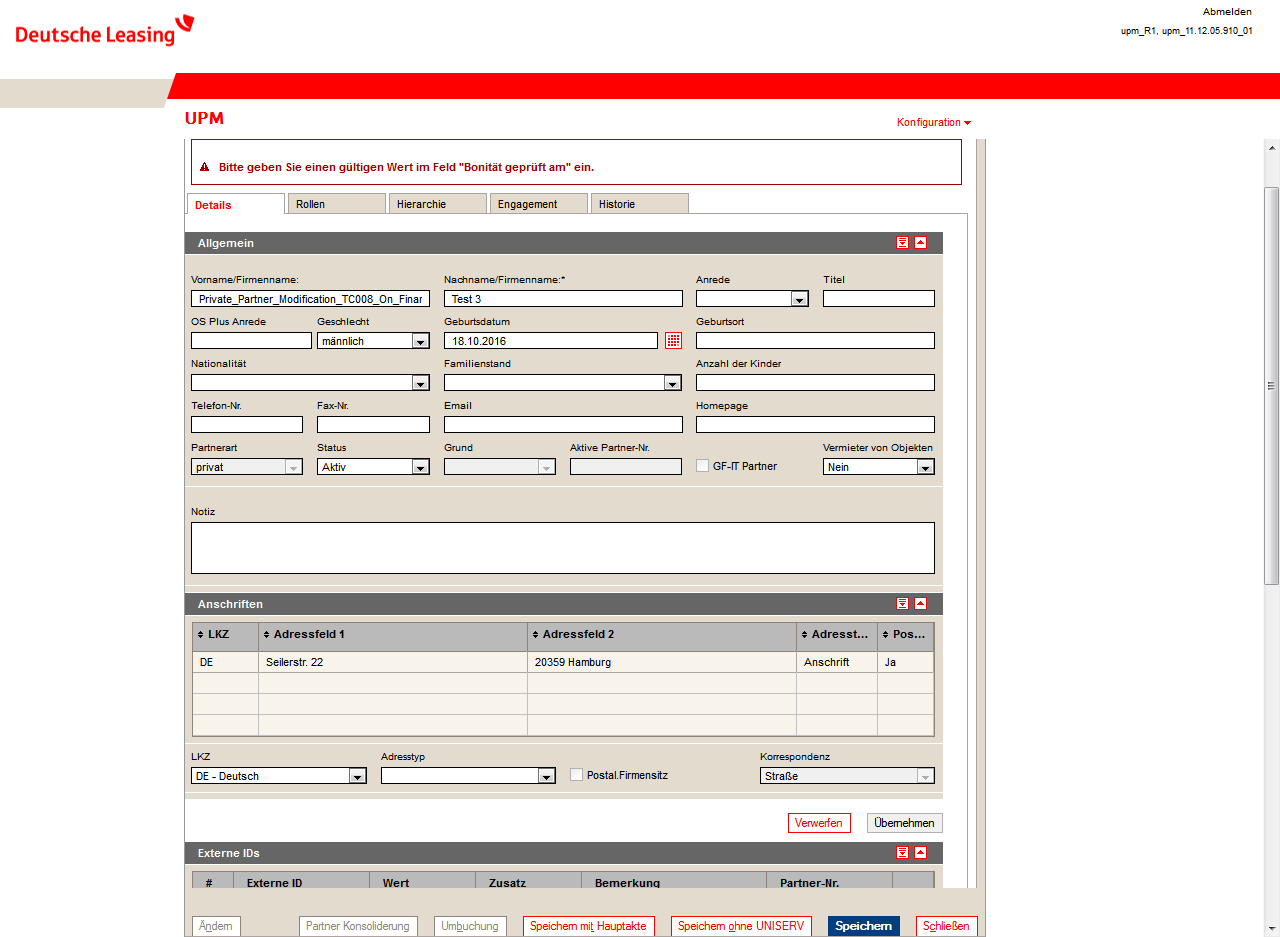 Abmelden
Deutsche Leasing
upm_R1, upm_11.12.05.910_01
UPM
Konfiguration
Bitte geben Sie einen gültigen Wert im Feld "Bonität geprüft am" ein.
Details Rollen Hierarchie Engagement Historie
Allgemein
Vorname/Firmenname: Nachname/Firmenname:* Anrede Titel
Private_Partner_Modification_TC008_On_Finar Test 3
OS Plus Anrede Geschlecht Geburtsdatum Geburtsort
männlich 18.10.2016
Nationalität Familienstand Anzahl der Kinder
Telefon-Nr. Fax-Nr. Email Homepage
Partnerart Status Grund Aktive Partner-Nr. Vermieter von Objekten
privat Aktiv GF-IT Partner Nein
Notiz
Anschriften
LKZ Adressfeld 1 Adressfeld 2 Adresst... Pos...
DE Seilerstr. 22 20359 Hamburg Anschrift Ja
LKZ Adresstyp Korrespondenz
DE - Deutsch Postal.Firmensitz Straße
Verwerfen Übernehmen
Externe IDs
# Externe ID Wert Zusatz Bemerkung Partner-Nr.
Ändern Partner Konsolidierung Umbuchung Speichern mit Hauptakte Speichern ohne UNISERV Speichern Schließen